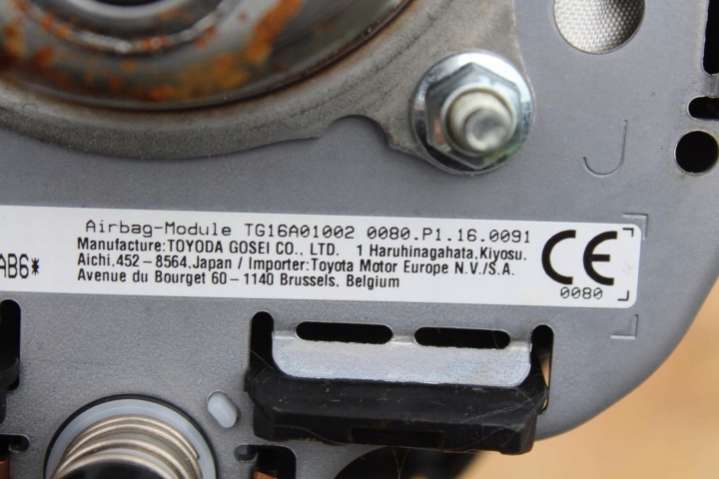 Airbag-Module TG16A01002 0080.P1.16.0091
Manufacture:TOYODA GOSEI CO., LTD. 1 Haruhinagahata, Kiyosu.
AB6*
Aichi,452-8564,Japan / Importer:Toyota Motor Europe N.V./S.A.
Avenue du Bourget 60-1140 Brussels, Belgium
CE
0080
J